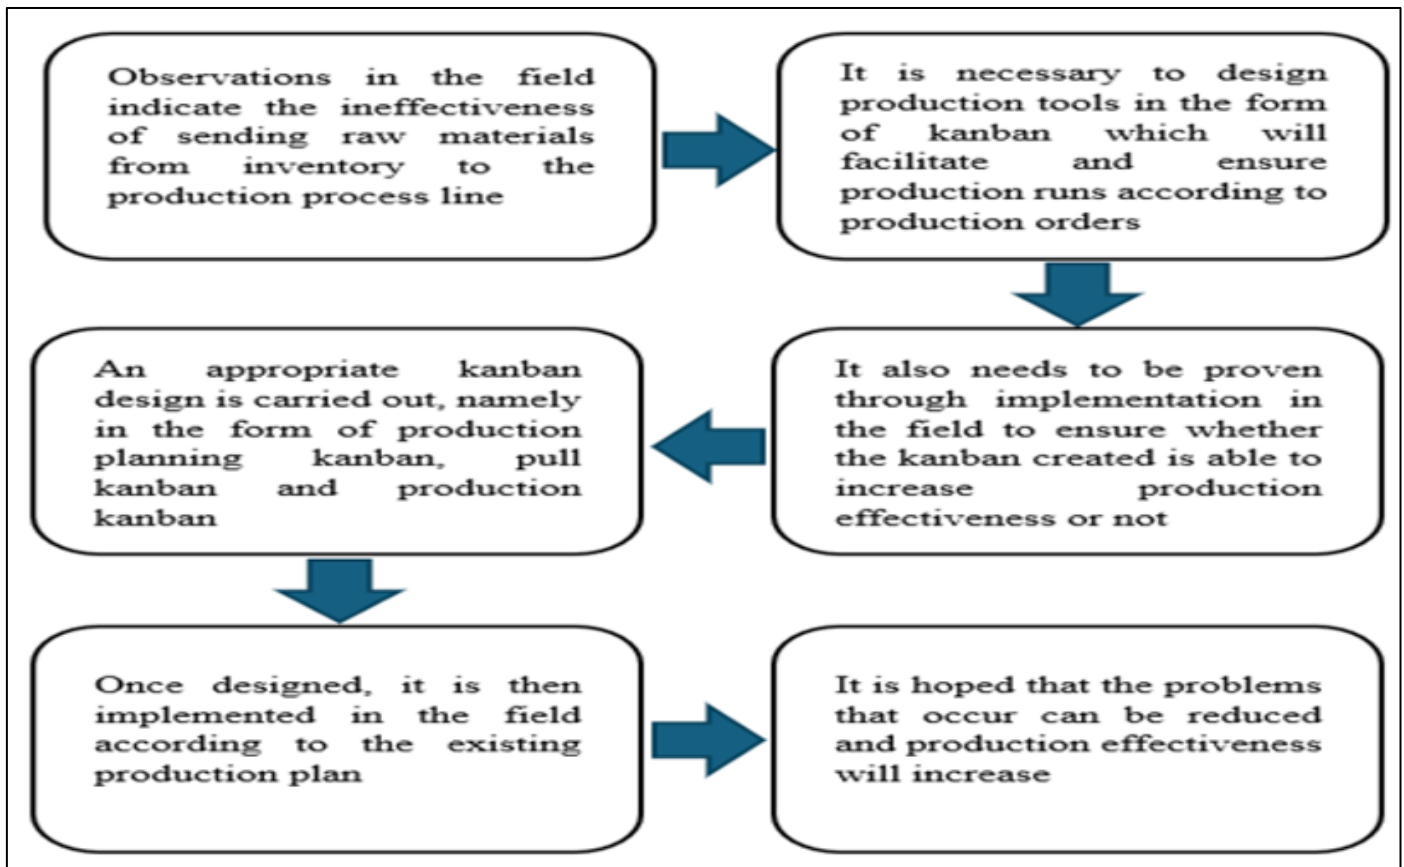 Observations in the field
indicate the ineffectiveness
of sending raw materials
from inventory to the
production process line
It is necessary to design
production tools in the form
of kanban which will
facilitate and ensure
production runs according to
production orders
It also needs to be proven
through implementation in
the field to ensure whether
the kanban created is able to
increase production
effectiveness or not
An appropriate kanban
design is carried out, namely
in the form of production
planning kanban, pull
kanban and production
kanban
Once designed, it is then
implemented in the field
according to the existing
production plan
It is hoped that the problems
that occur can be reduced
and production effectiveness
will increase